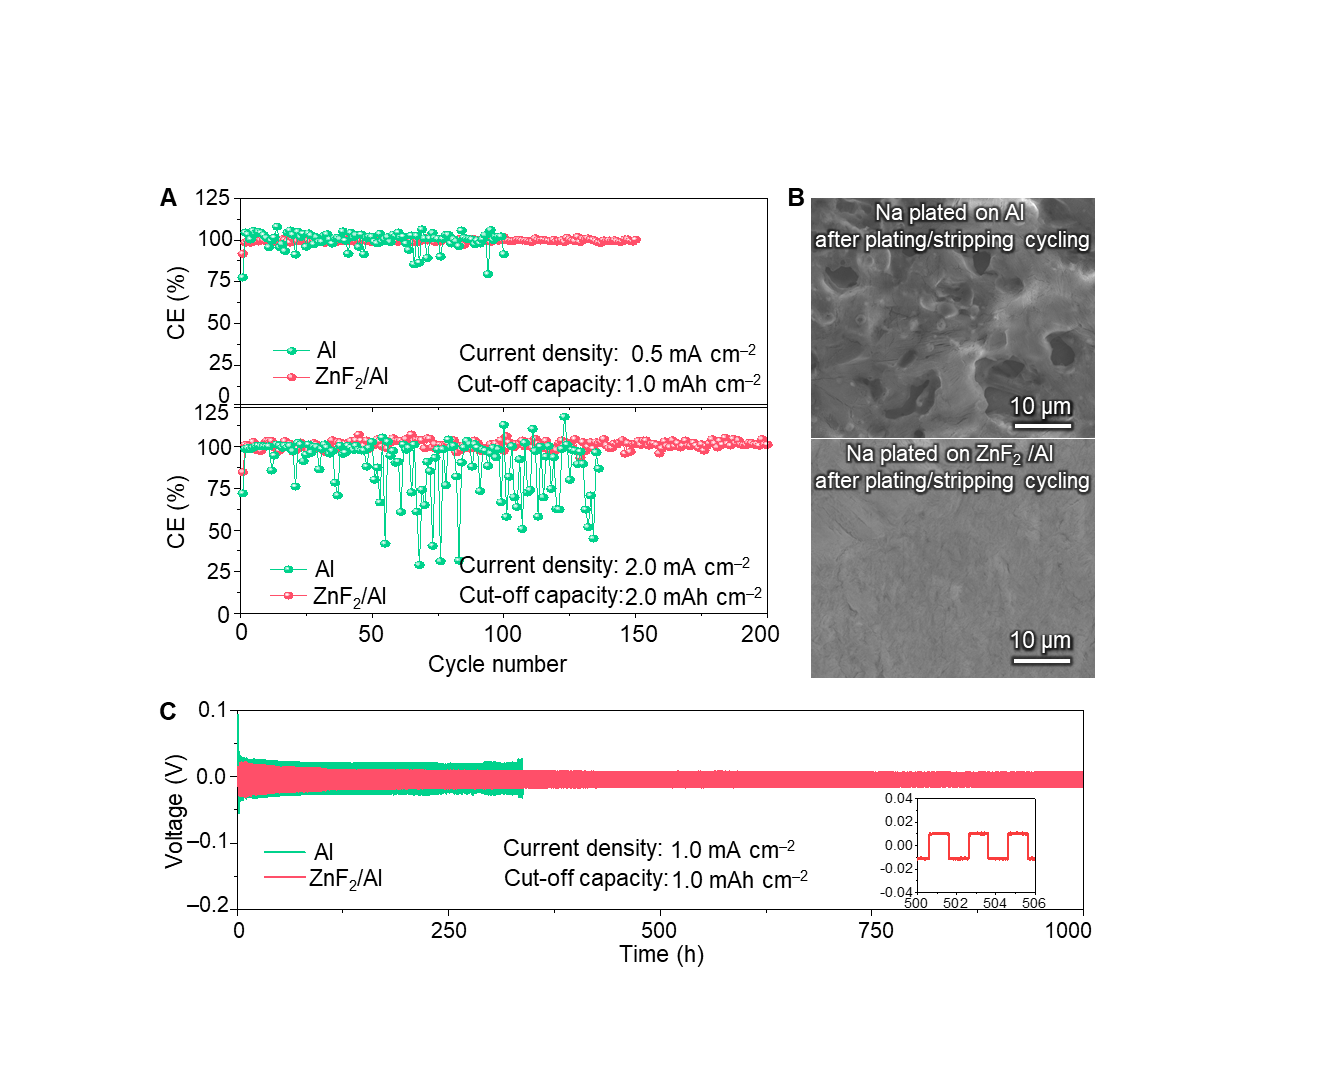 A
125
100
75
50
25
0
CE (%)
Al
ZnF₂/Al
Current density: 0.5 mA cm⁻²
Cut-off capacity: 1.0 mAh cm⁻²
125
100
75
50
25
0
CE (%)
Al
ZnF₂/Al
Current density: 2.0 mA cm⁻²
Cut-off capacity: 2.0 mAh cm⁻²
0 50 100 150 200
Cycle number
B
Na plated on Al
after plating/stripping cycling
10 µm
Na plated on ZnF₂ /Al
after plating/stripping cycling
10 µm
C
0.1
0.0
–0.1
–0.2
Voltage (V)
Al
ZnF₂/Al
Current density: 1.0 mA cm⁻²
Cut-off capacity: 1.0 mAh cm⁻²
0.04
0.02
0.00
-0.02
-0.04
500 502 504 506
0 250 500 750 1000
Time (h)